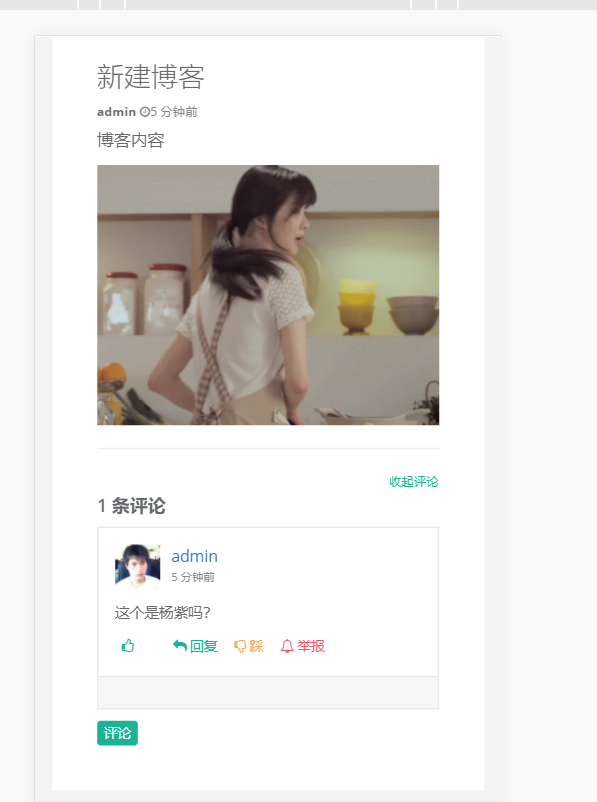 新建博客
admin 5 分钟前
博客内容
收起评论
1 条评论
admin
5 分钟前
这个是杨紫吗?
回复 踩 举报
评论